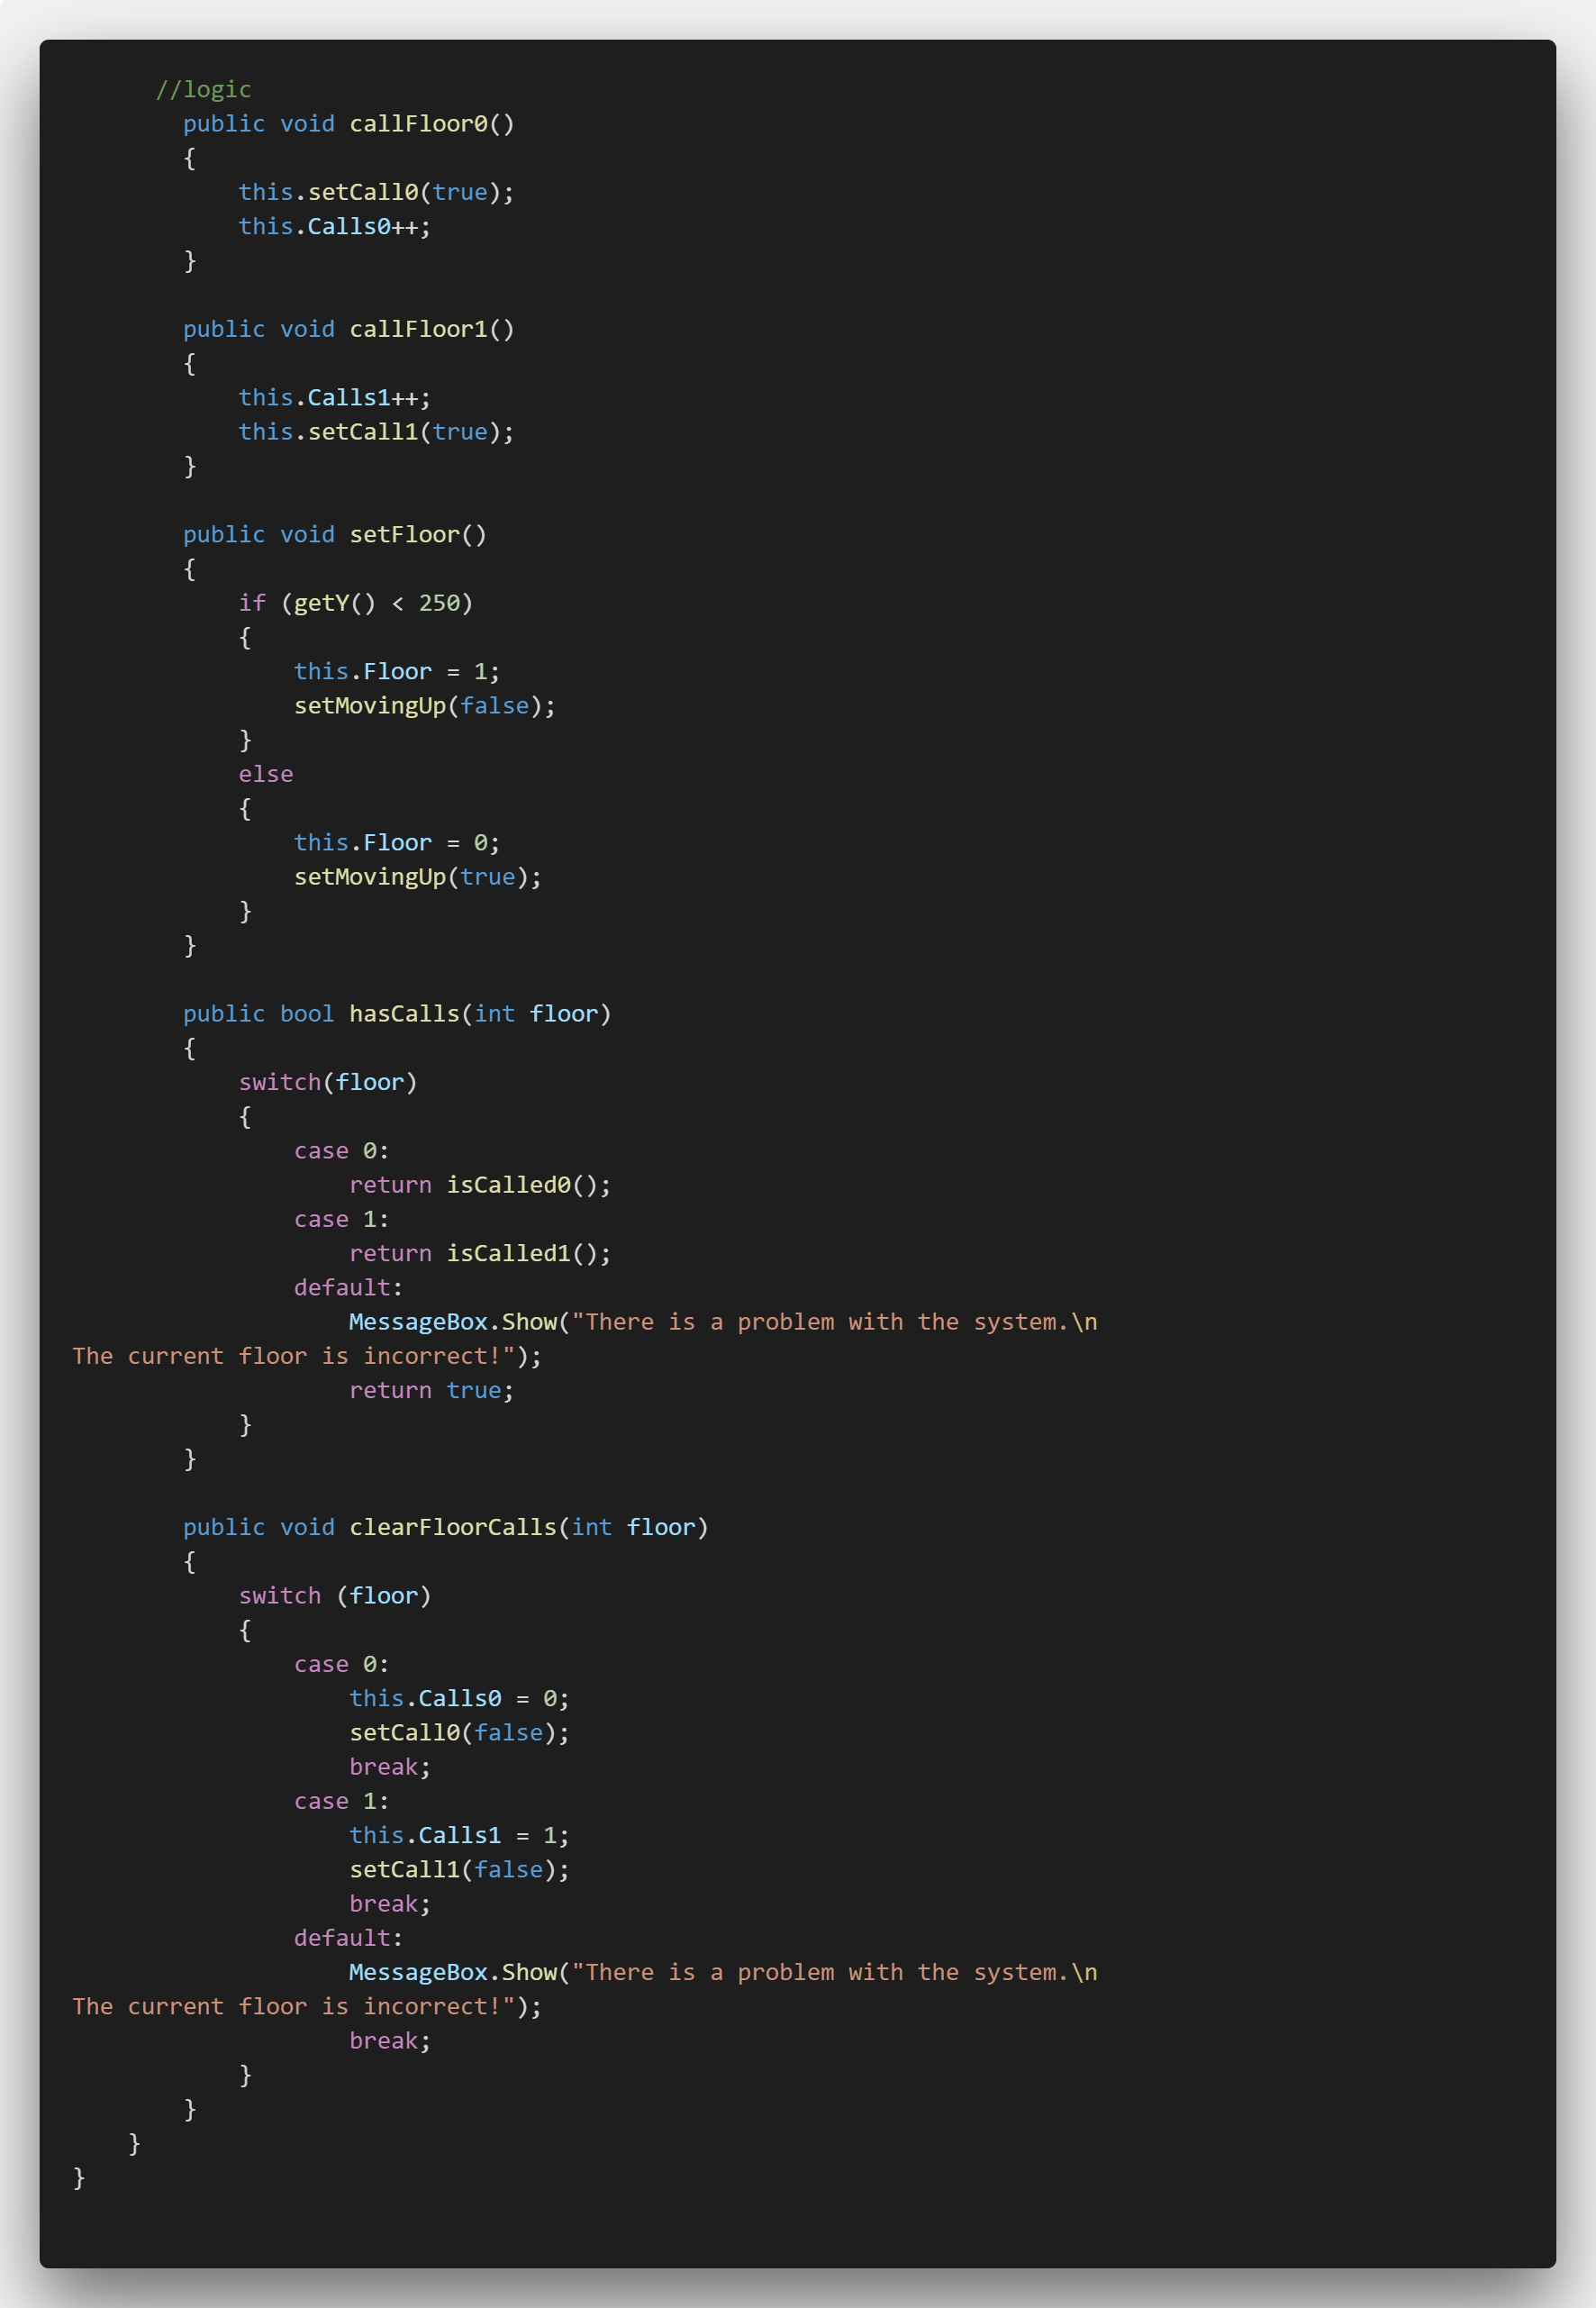 //logic
public void callFloor0()
{
this.setCall0(true);
this.Calls0++;
}
public void callFloor1()
{
this.Calls1++;
this.setCall1(true);
}
public void setFloor()
{
if (getY() < 250)
{
this.Floor = 1;
setMovingUp(false);
}
else
{
this.Floor = 0;
setMovingUp(true);
}
}
public bool hasCalls(int floor)
{
switch(floor)
{
case 0:
return isCalled0();
case 1:
return isCalled1();
default:
MessageBox.Show("There is a problem with the system.\n
The current floor is incorrect!");
return true;
}
}
public void clearFloorCalls(int floor)
{
switch (floor)
{
case 0:
this.Calls0 = 0;
setCall0(false);
break;
case 1:
this.Calls1 = 1;
setCall1(false);
break;
default:
MessageBox.Show("There is a problem with the system.\n
The current floor is incorrect!");
break;
}
}
}
}